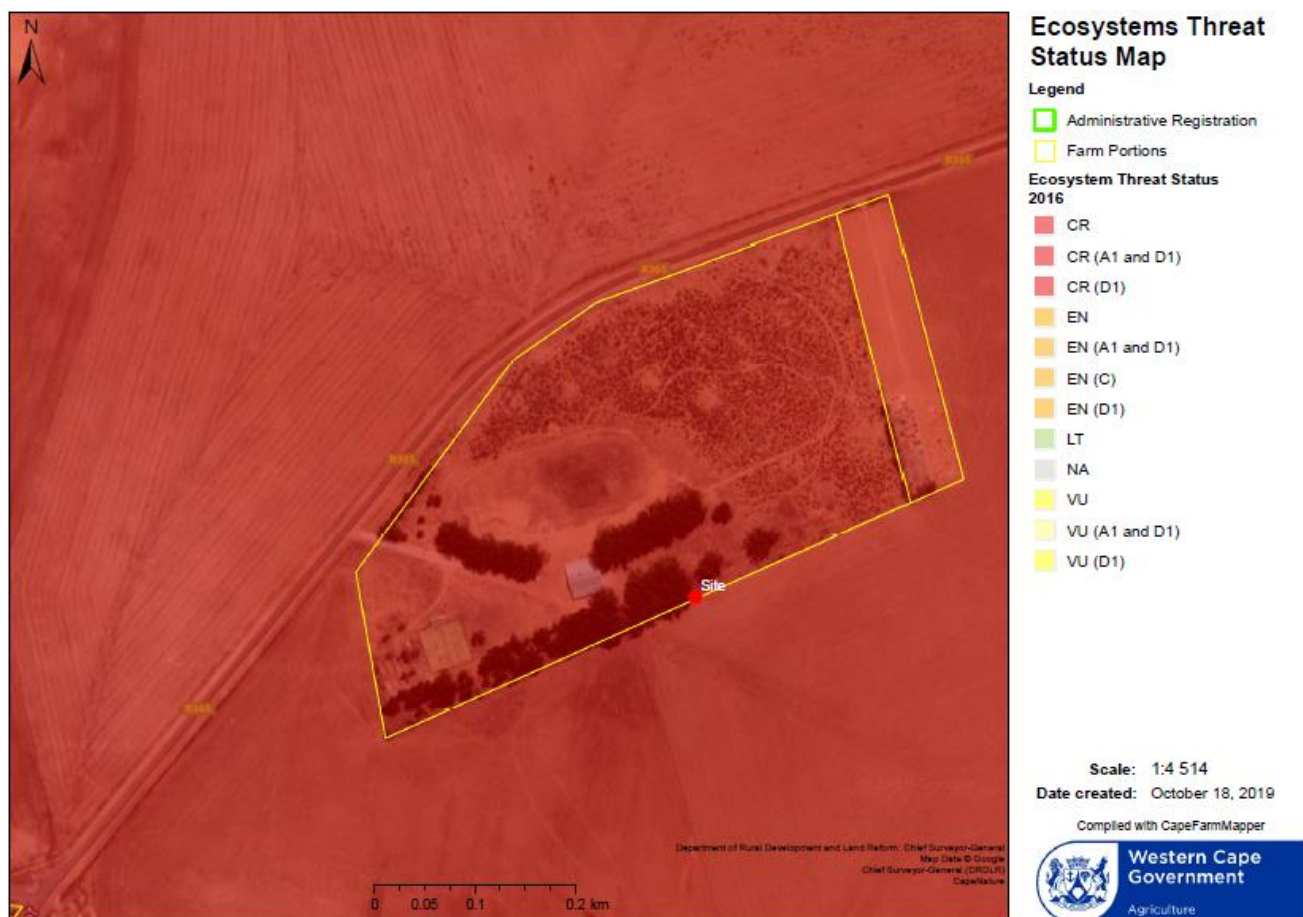 N
R365
R365
R365
R365
Site
Department of Rural Development and Land Reform: Chief Surveyor-General
Map Data © Google
Chief Surveyor-General (DRDLR)
CapeNature
0 0.05 0.1 0.2 km
Ecosystems Threat
Status Map
Legend
Administrative Registration
Farm Portions
Ecosystem Threat Status
2016
CR
CR (A1 and D1)
CR (D1)
EN
EN (A1 and D1)
EN (C)
EN (D1)
LT
NA
VU
VU (A1 and D1)
VU (D1)
Scale: 1:4 514
Date created: October 18, 2019
Compiled with CapeFarmMapper
Western Cape
Government
Agriculture